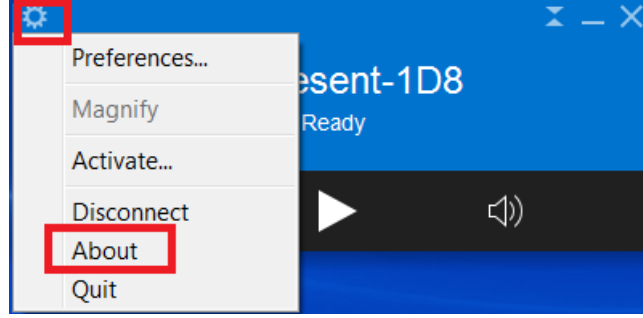 Preferences...
esent-1D8
Magnify
Ready
Activate...
Disconnect
About
Quit